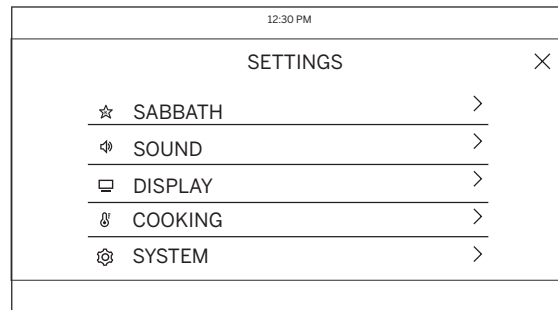 12:30 PM
SETTINGS
SABBATH
SOUND
DISPLAY
COOKING
SYSTEM